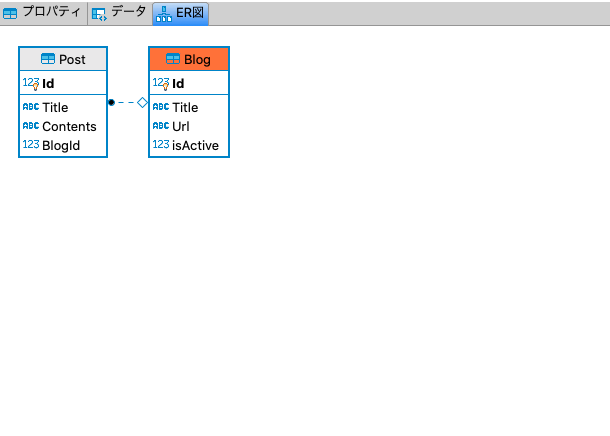 プロパティ データ ER図
Post
123 Id
ABC Title
ABC Contents
123 BlogId
Blog
123 Id
ABC Title
ABC Url
123 isActive